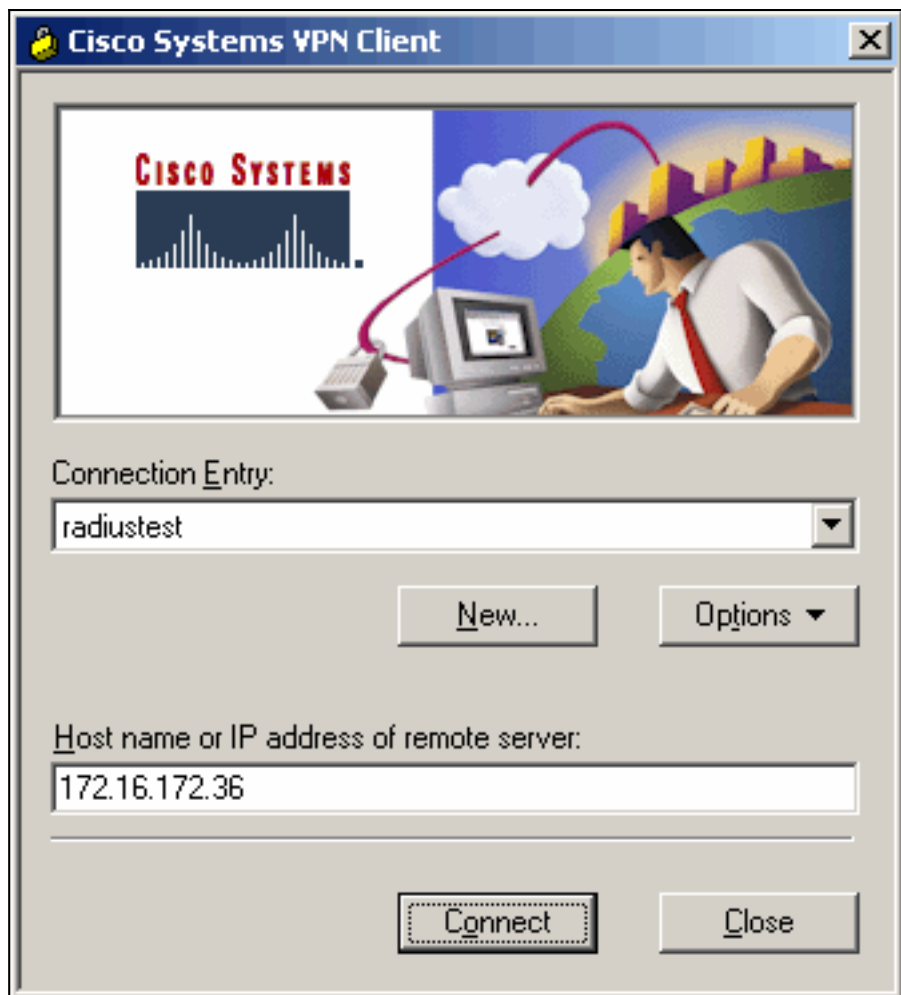 Cisco Systems VPN Client
CISCO SYSTEMS
Connection Entry:
radiustest
New...
Options
Host name or IP address of remote server:
172.16.172.36
Connect
Close